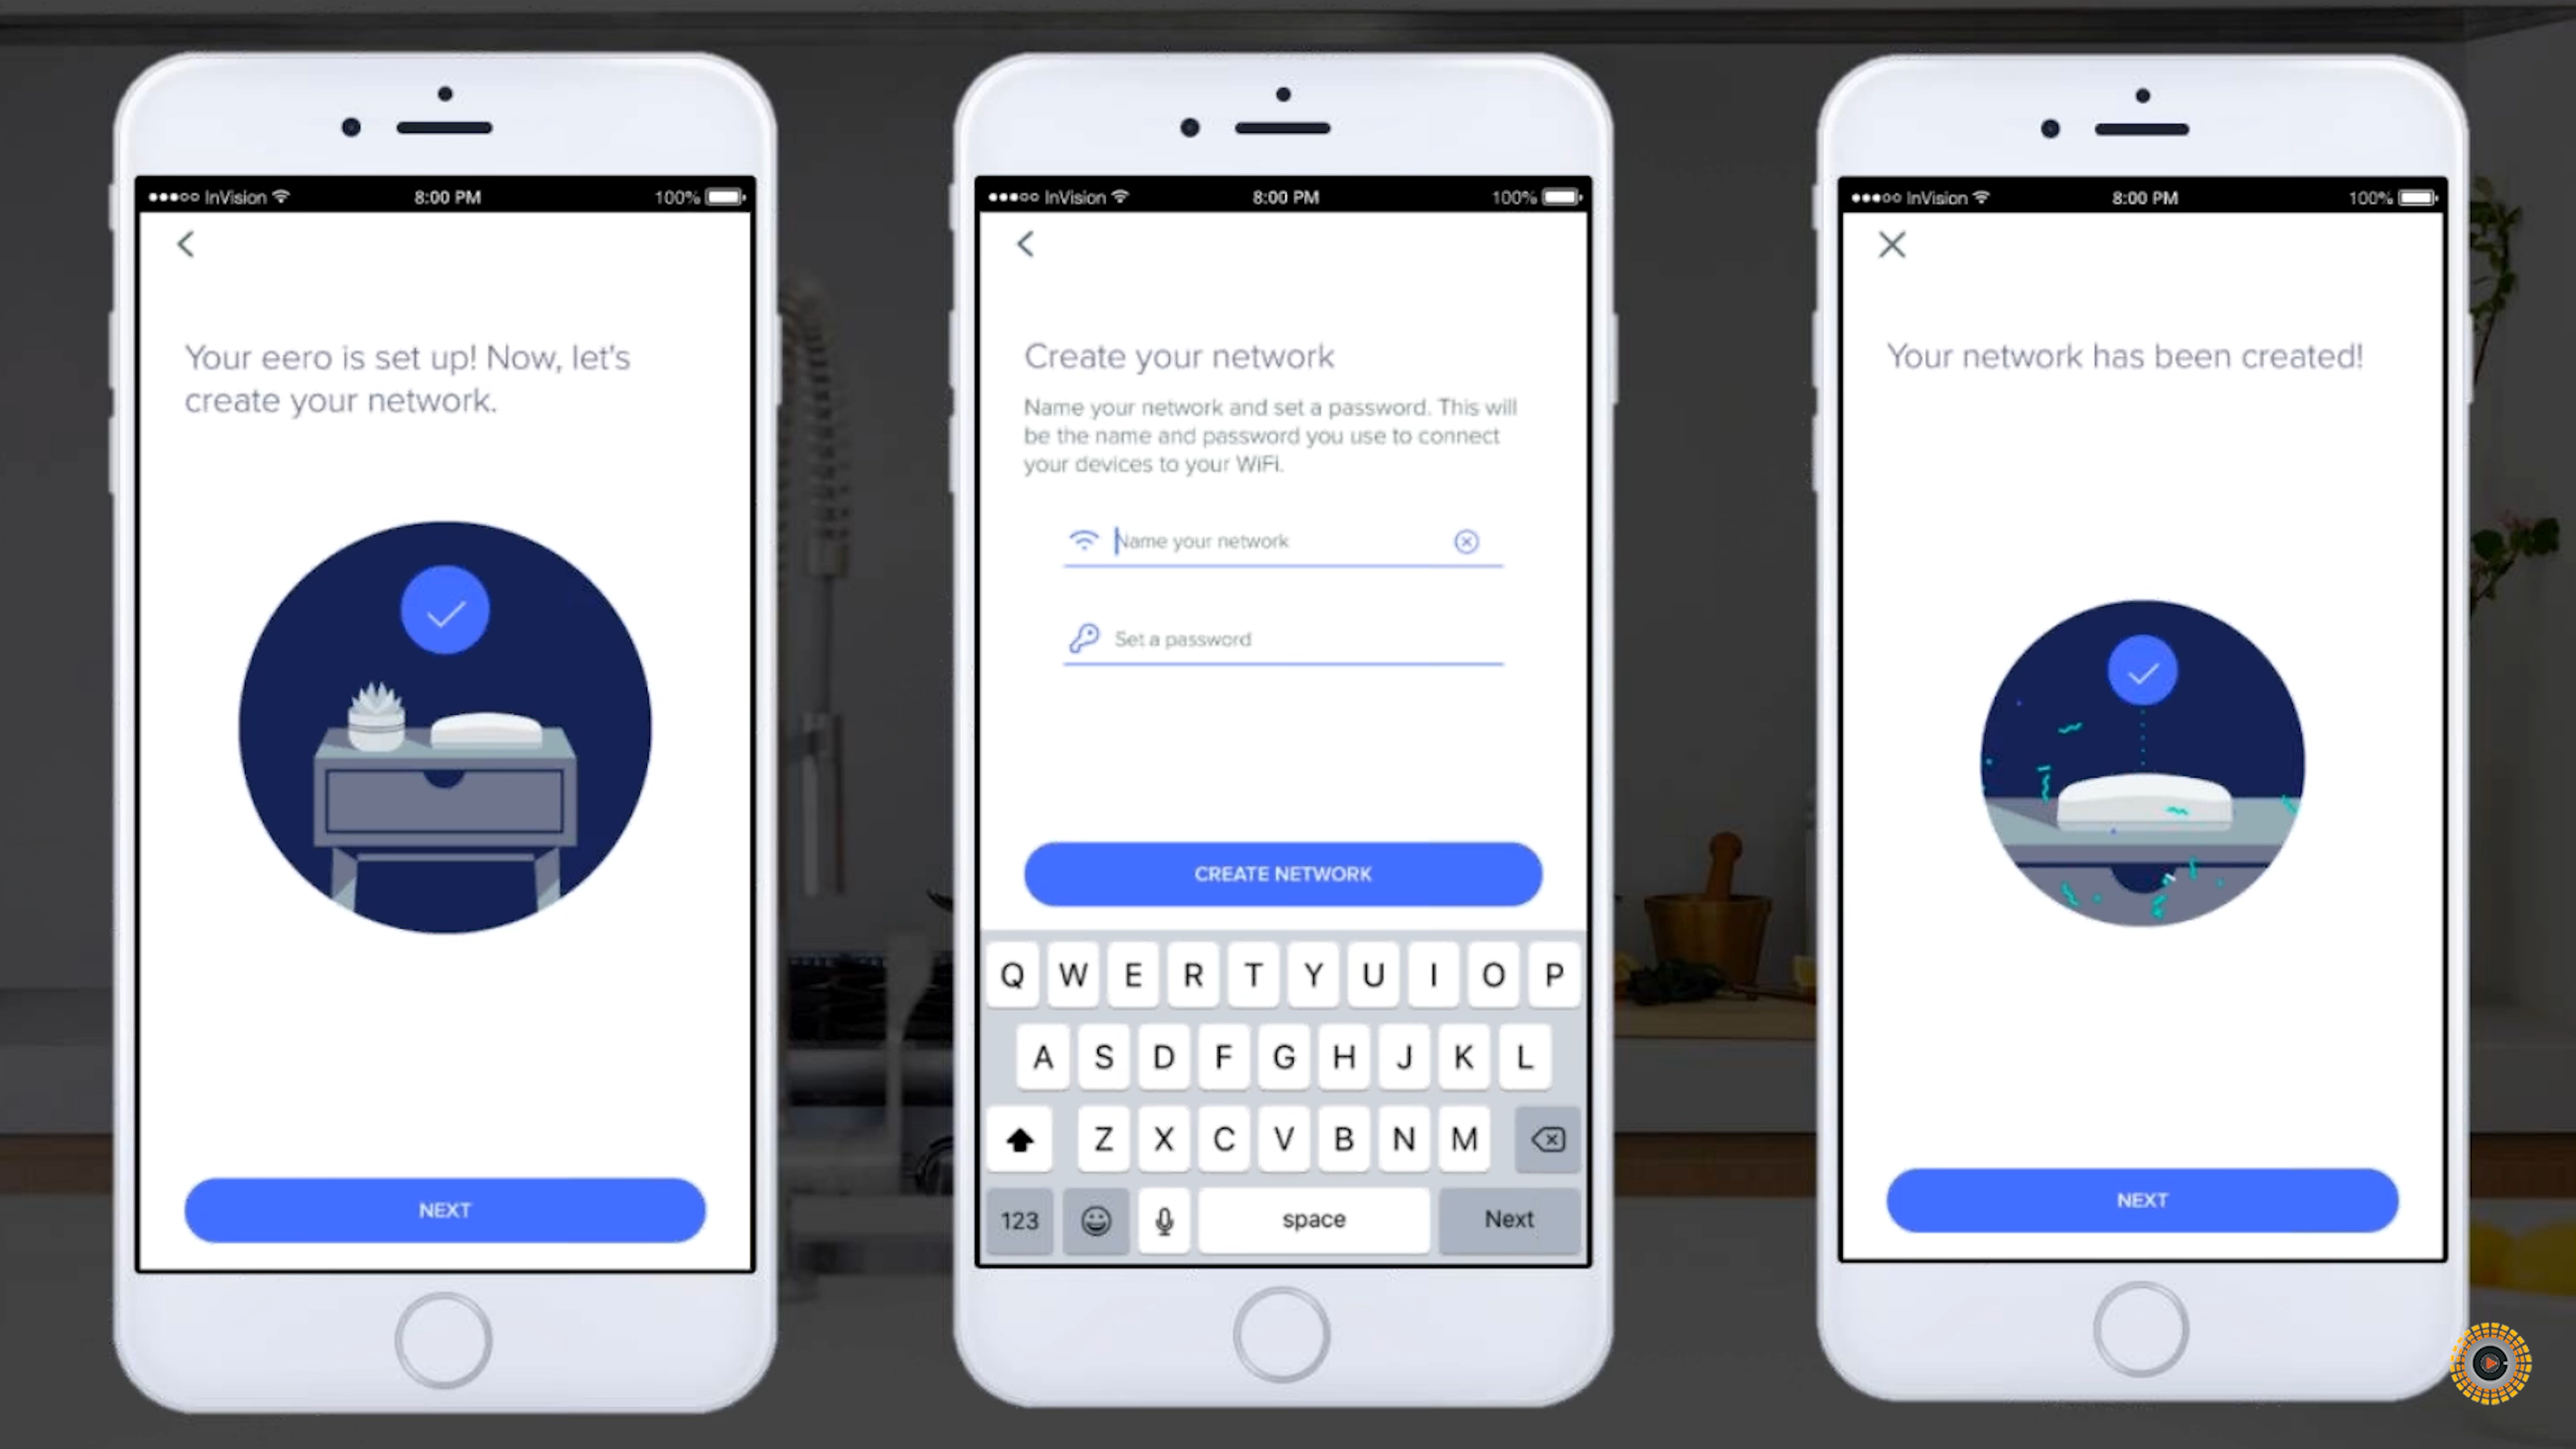 InVision 8:00 PM 100%
Your eero is set up! Now, let's
create your network.
NEXT
InVision 8:00 PM 100%
Create your network
Name your network and set a password. This will
be the name and password you use to connect
your devices to your WiFi.
Name your network
Set a password
CREATE NETWORK
Q W E R T Y U I O P
A S D F G H J K L
Z X C V B N M
123 space Next
InVision 8:00 PM 100%
Your network has been created!
NEXT